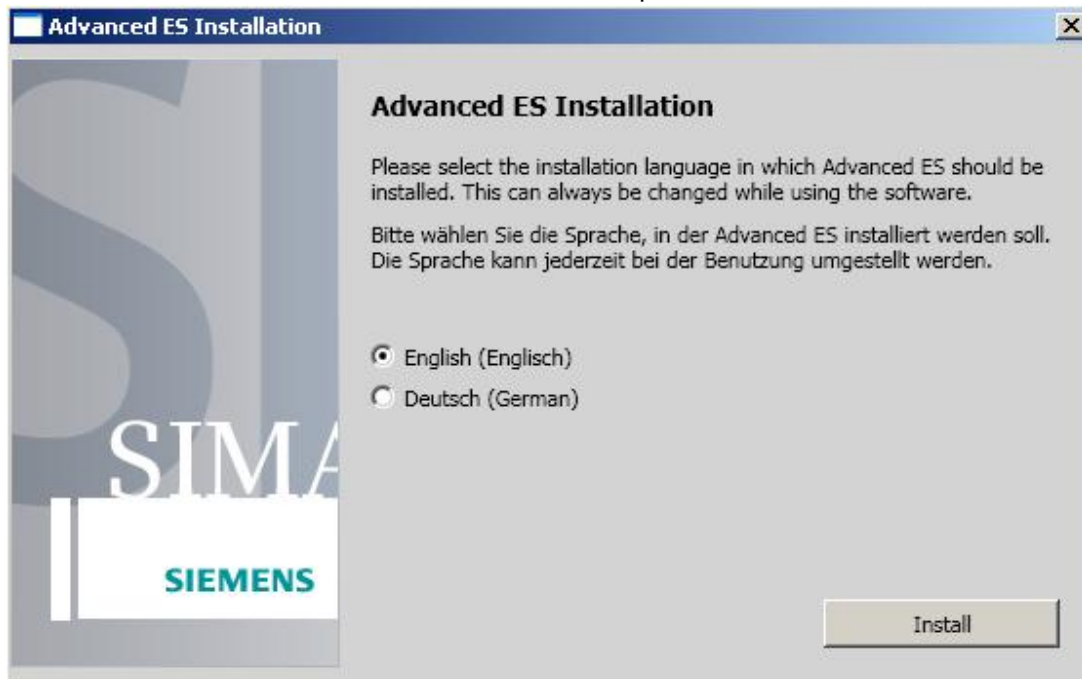 Advanced ES Installation
Advanced ES Installation
Please select the installation language in which Advanced ES should be
installed. This can always be changed while using the software.
Bitte wählen Sie die Sprache, in der Advanced ES installiert werden soll.
Die Sprache kann jederzeit bei der Benutzung umgestellt werden.
English (Englisch)
Deutsch (German)
SIMA
SIEMENS
Install